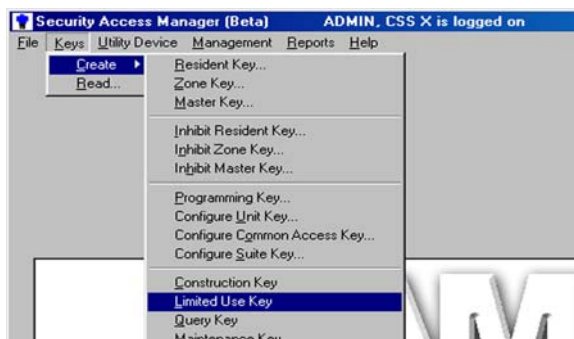 Security Access Manager (Beta) ADMIN, CSS X is logged on
File Keys Utility Device Management Reports Help
Create
Read...
Resident Key...
Zone Key...
Master Key...
Inhibit Resident Key...
Inhibit Zone Key...
Inhibit Master Key...
Programming Key...
Configure Unit Key...
Configure Common Access Key...
Configure Suite Key...
Construction Key
Limited Use Key
Query Key
Maintenance Key